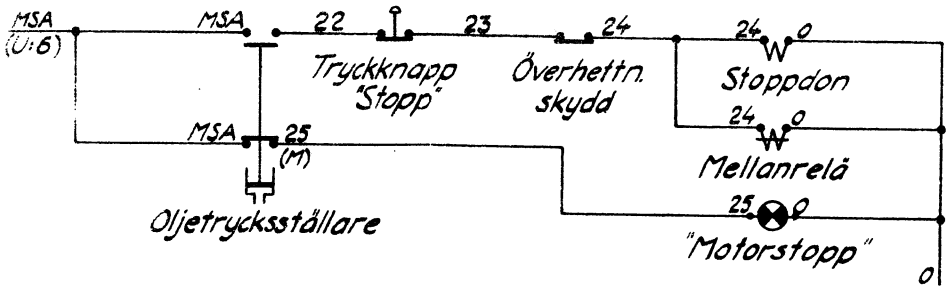 MSA
(U:6)
MSA
22
23
24
24
0
Tryckknapp
"Stopp"
Överhettn.
skydd
Stoppdon
MSA
25
(M)
24
0
Mellanrelä
Oljetrycksställare
25
0
"Motorstopp"
0